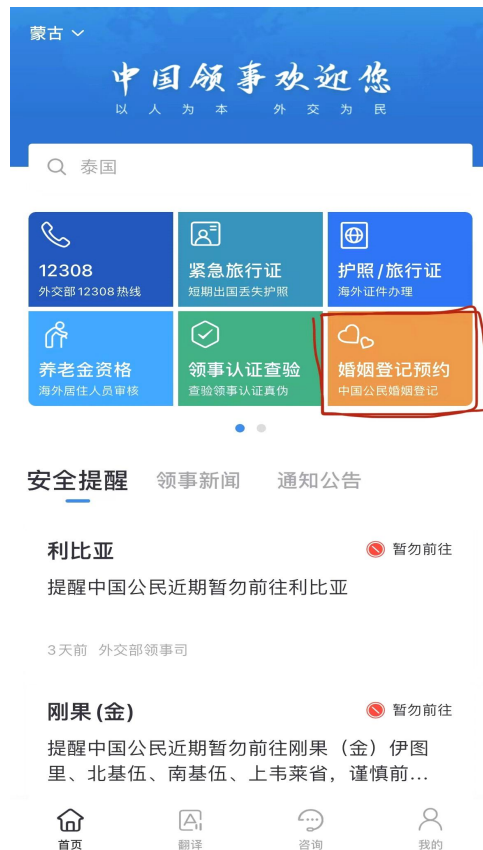 蒙古
中国领事欢迎您
以人为本 外交为民
泰国
12308
外交部12308热线
紧急旅行证
短期出国丢失护照
护照/旅行证
海外证件办理
养老金资格
海外居住人员审核
领事认证查验
查验领事认证真伪
婚姻登记预约
中国公民婚姻登记
安全提醒 领事新闻 通知公告
利比亚 暂勿前往
提醒中国公民近期暂勿前往利比亚
3天前 外交部领事司
刚果(金) 暂勿前往
提醒中国公民近期暂勿前往刚果（金）伊图
里、北基伍、南基伍、上韦莱省，谨慎前...
首页 翻译 咨询 我的